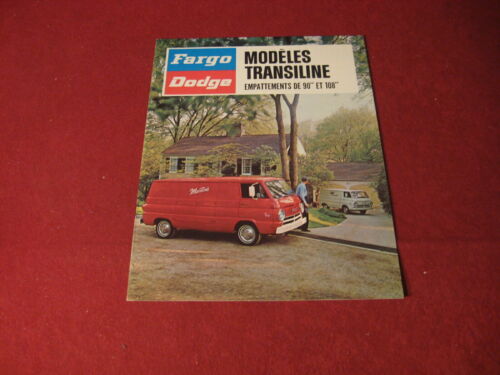 Fargo
Dodge
MODÈLES
TRANSILINE
EMPATTEMENTS DE 90" ET 108"